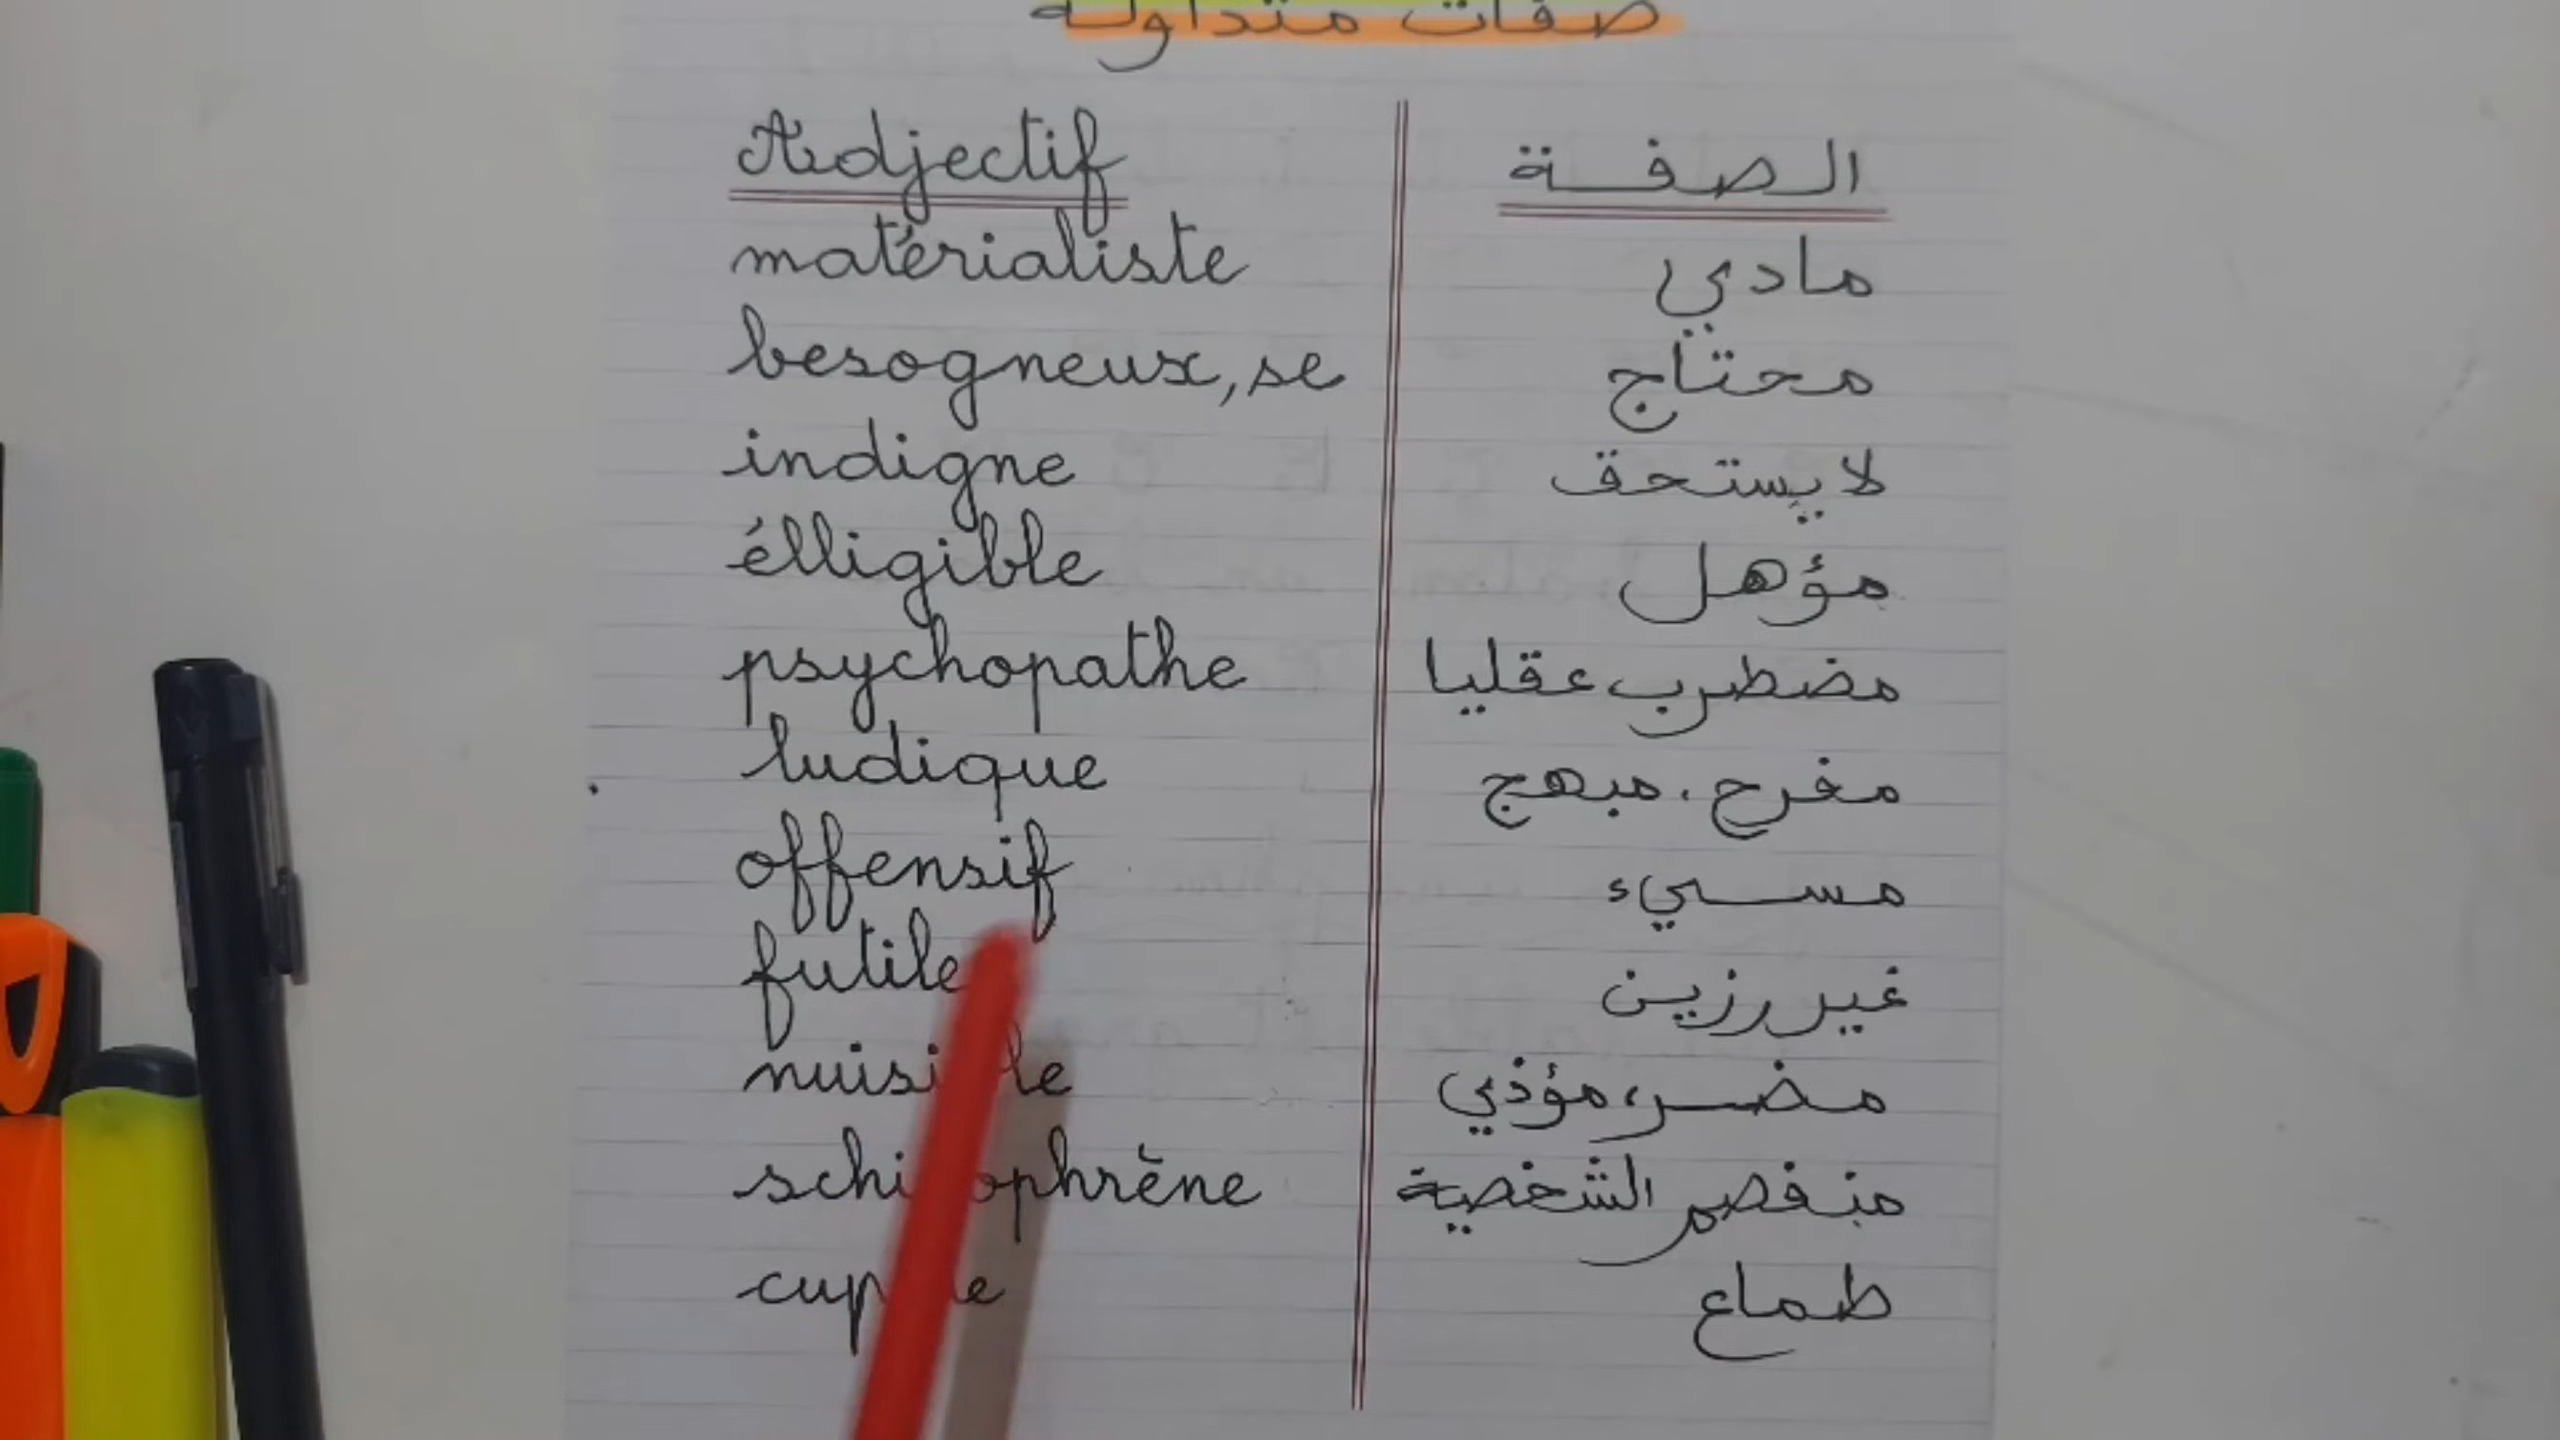 صفات متداولة
Adjectif الصفة
matérialiste مادي
besogneux, se محتاج
indigne لا يستحق
élligible مؤهل
psychopathe مضطرب عقليا
ludique مفرح، مبهج
offensif مسيء
futile غير رزين
مضر، مؤذي
منفصم الشخصية
طماع